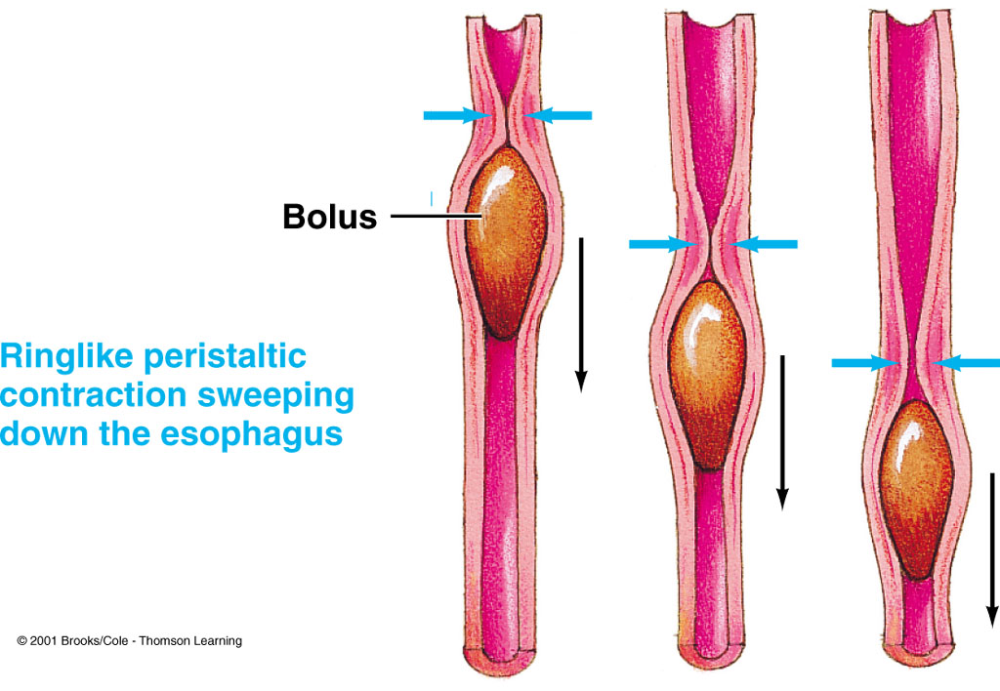 Bolus
Ringlike peristaltic
contraction sweeping
down the esophagus
© 2001 Brooks/Cole - Thomson Learning